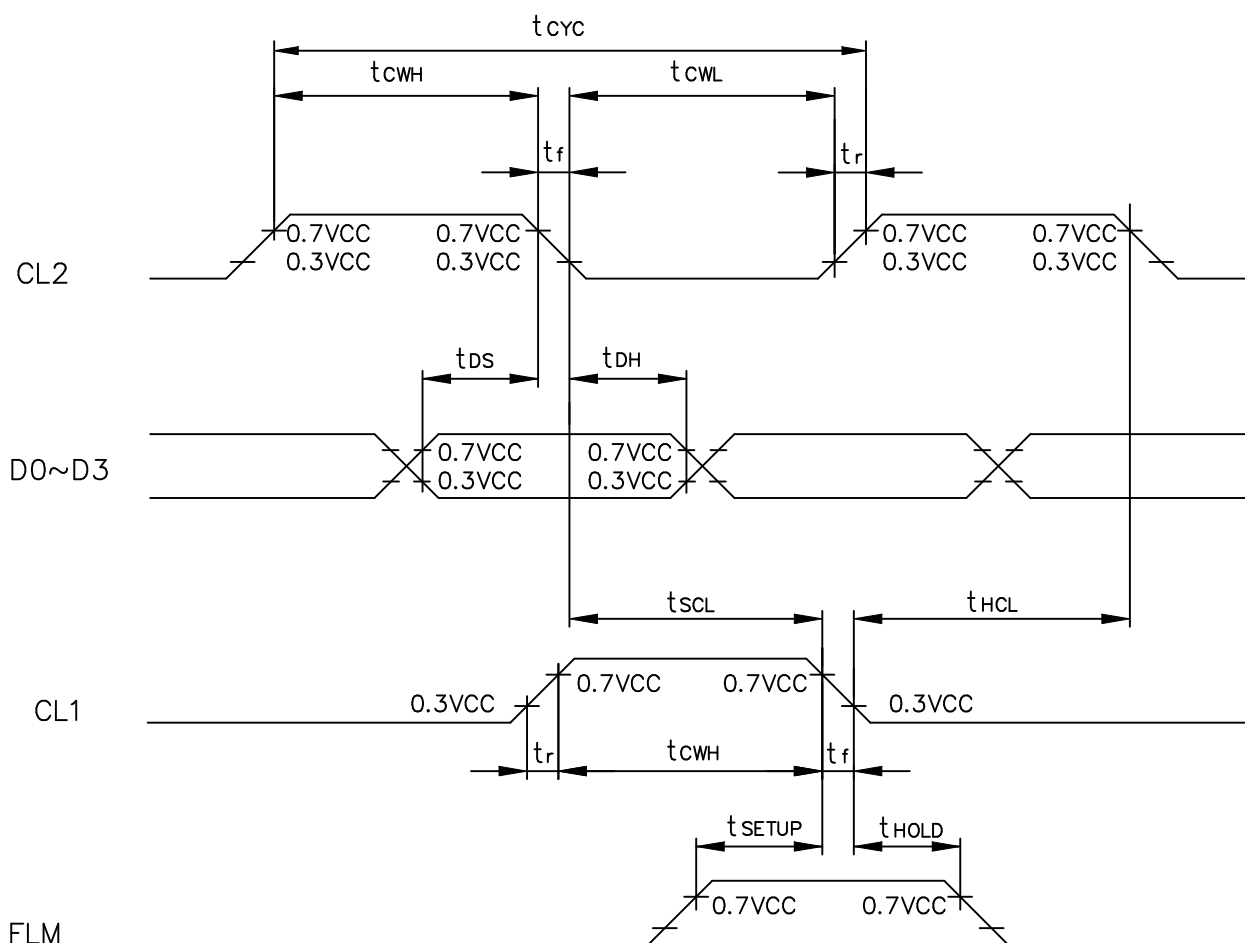 tCYC
tCWH tCWL
tf tr
0.7VCC 0.7VCC 0.7VCC 0.7VCC
CL2 0.3VCC 0.3VCC 0.3VCC 0.3VCC
tDS tDH
0.7VCC 0.7VCC
D0~D3 0.3VCC 0.3VCC
tSCL tHCL
0.7VCC 0.7VCC
CL1 0.3VCC 0.3VCC
tr tCWH tf
tSETUP tHOLD
0.7VCC 0.7VCC
FLM